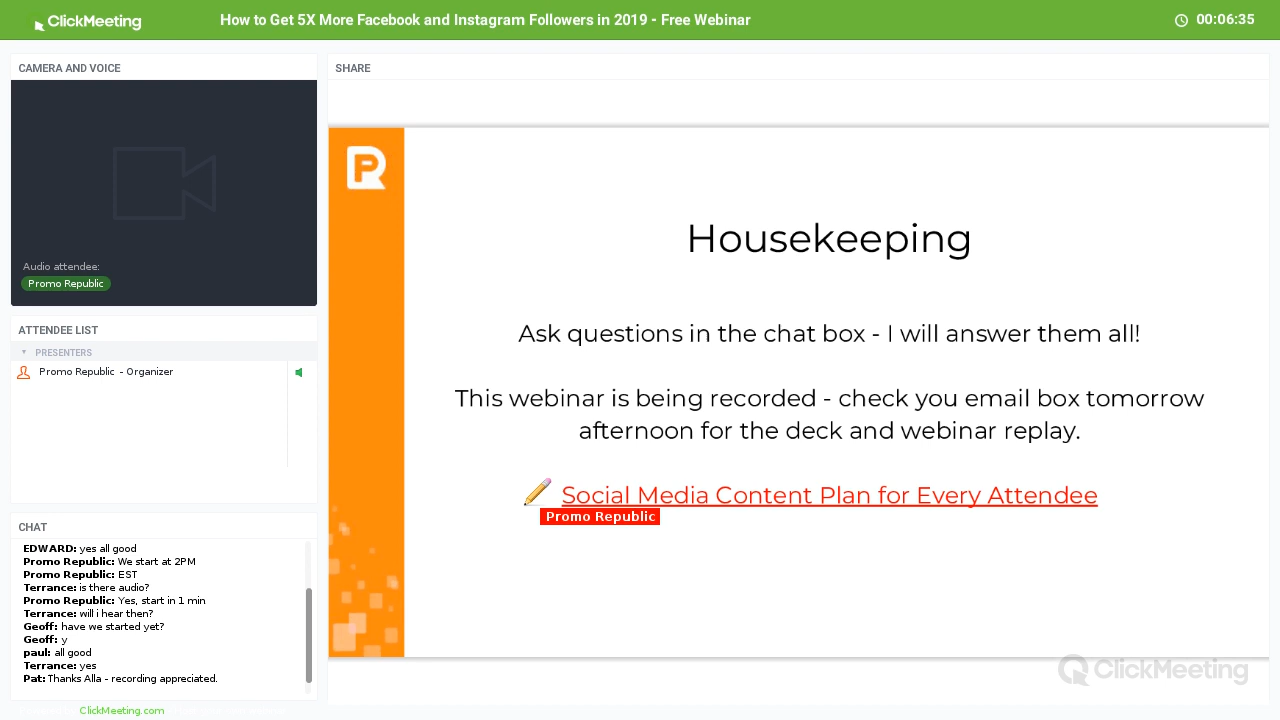 ClickMeeting
How to Get 5X More Facebook and Instagram Followers in 2019 - Free Webinar
00:06:35
CAMERA AND VOICE
Audio attendee:
Promo Republic
ATTENDEE LIST
PRESENTERS
Promo Republic - Organizer
CHAT
EDWARD: yes all good
Promo Republic: We start at 2PM
Promo Republic: EST
Terrance: is there audio?
Promo Republic: Yes, start in 1 min
Terrance: will i hear then?
Geoff: have we started yet?
Geoff: y
paul: all good
Terrance: yes
Pat: Thanks Alla - recording appreciated.
ClickMeeting.com
SHARE
Housekeeping
Ask questions in the chat box - I will answer them all!
This webinar is being recorded - check you email box tomorrow
afternoon for the deck and webinar replay.
Social Media Content Plan for Every Attendee
Promo Republic
ClickMeeting